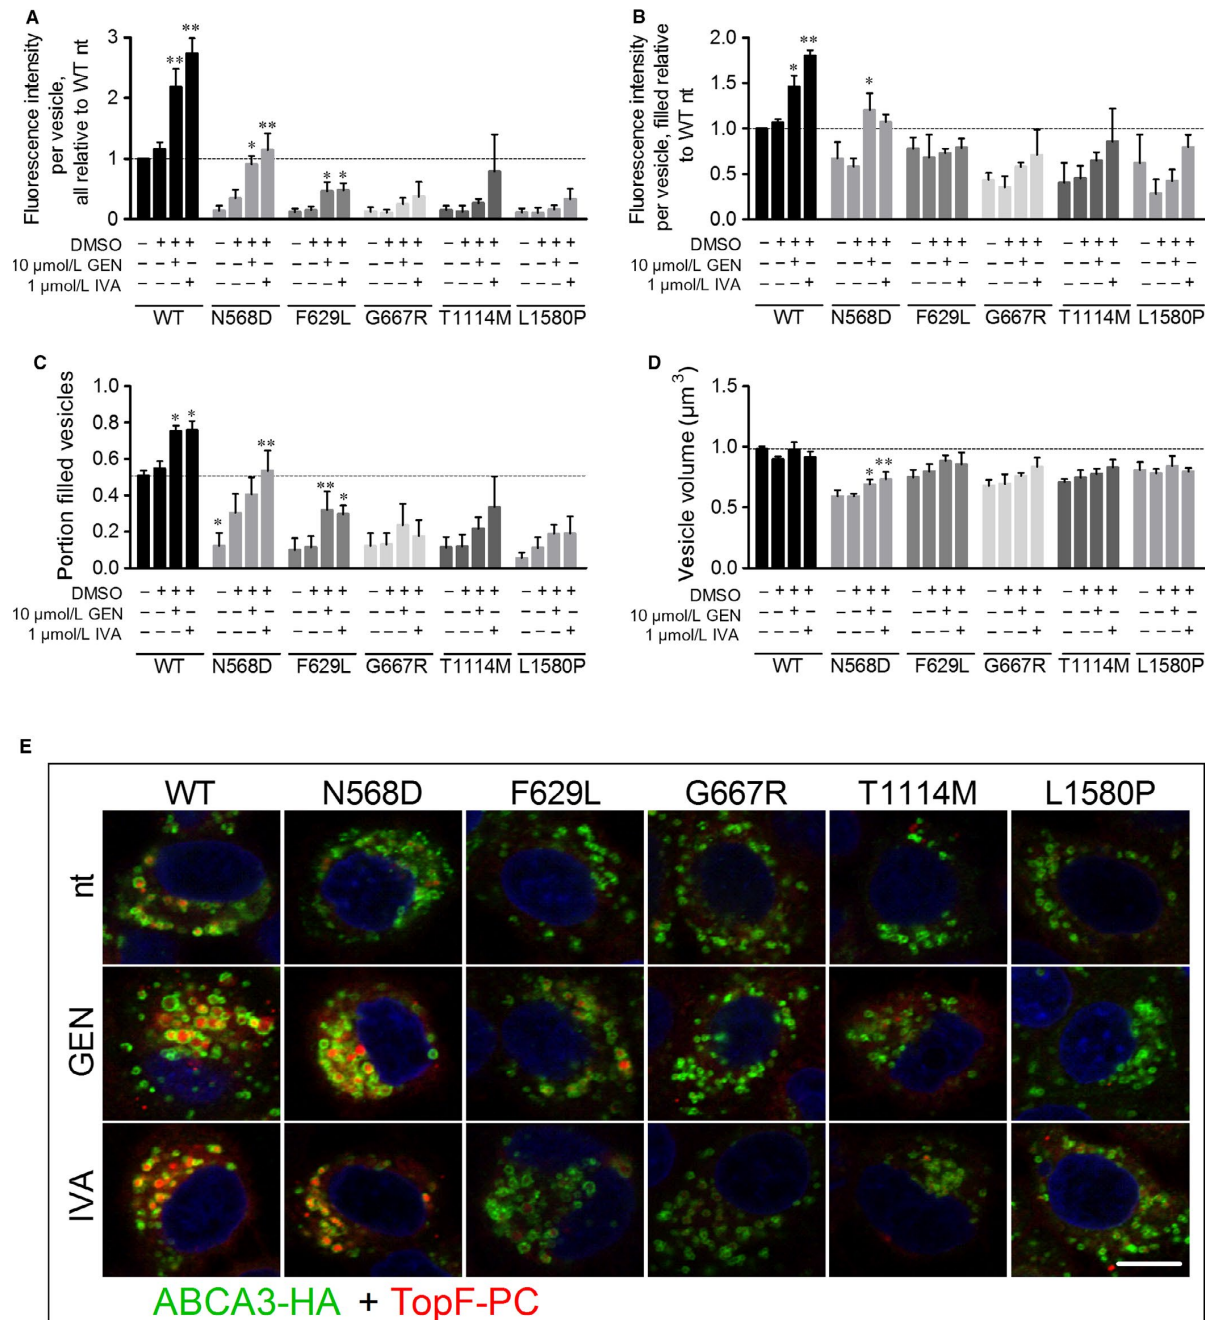 A
Fluorescence intensity
per vesicle,
all relative to WT nt
3
2
1
0
** **
* **
* *
DMSO – + + + – + + + – + + + – + + + – + + + – + + +
10 µmol/L GEN – – + – – – + – – – + – – – + – – – + – – – + –
1 µmol/L IVA – – – + – – – + – – – + – – – + – – – + – – – +
WT N568D F629L G667R T1114M L1580P
B
Fluorescence intensity
per vesicle, filled relative
to WT nt
2.0
1.5
1.0
0.5
0.0
* **
*
DMSO – + + + – + + + – + + + – + + + – + + + – + + +
10 µmol/L GEN – – + – – – + – – – + – – – + – – – + – – – + –
1 µmol/L IVA – – – + – – – + – – – + – – – + – – – + – – – +
WT N568D F629L G667R T1114M L1580P
C
Portion filled vesicles
1.0
0.8
0.6
0.4
0.2
0.0
* *
* **
** *
DMSO – + + + – + + + – + + + – + + + – + + + – + + +
10 µmol/L GEN – – + – – – + – – – + – – – + – – – + – – – + –
1 µmol/L IVA – – – + – – – + – – – + – – – + – – – + – – – +
WT N568D F629L G667R T1114M L1580P
D
Vesicle volume (µm³)
1.5
1.0
0.5
0.0
* **
DMSO – + + + – + + + – + + + – + + + – + + + – + + +
10 µmol/L GEN – – + – – – + – – – + – – – + – – – + – – – + –
1 µmol/L IVA – – – + – – – + – – – + – – – + – – – + – – – +
WT N568D F629L G667R T1114M L1580P
E
WT N568D F629L G667R T1114M L1580P
nt
GEN
IVA
ABCA3-HA + TopF-PC